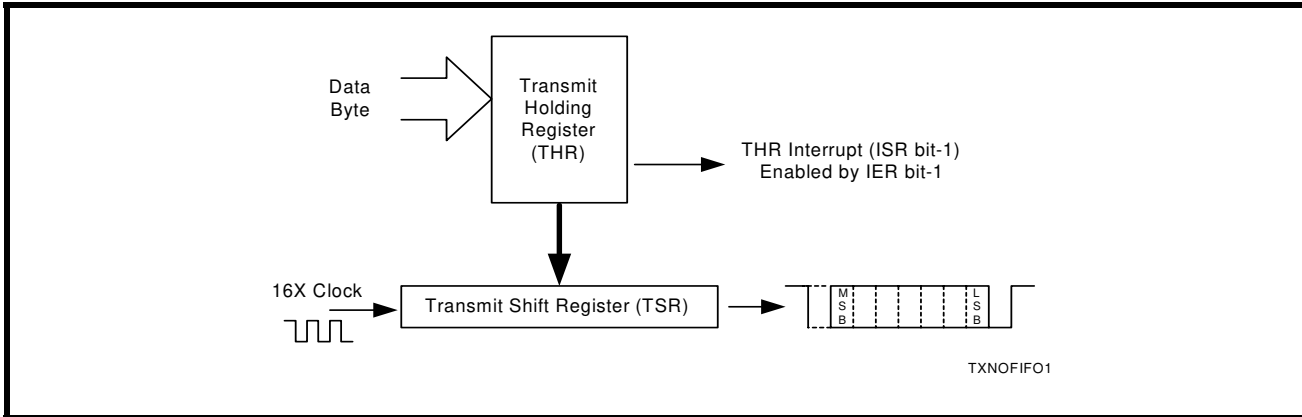 Data
Byte
Transmit
Holding
Register
(THR)
THR Interrupt (ISR bit-1)
Enabled by IER bit-1
16X Clock
Transmit Shift Register (TSR)
M
S
B
L
S
B
TXNOFIFO1